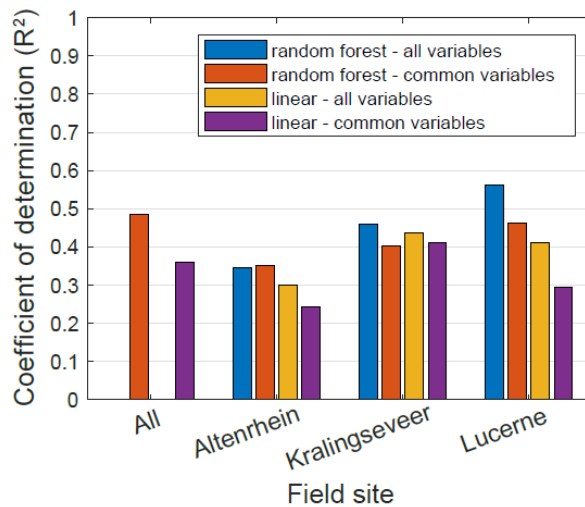 Coefficient of determination (R²)
1
0.9
0.8
0.7
0.6
0.5
0.4
0.3
0.2
0.1
0
random forest - all variables
random forest - common variables
linear - all variables
linear - common variables
All
Altenrhein
Kralingseveer
Lucerne
Field site